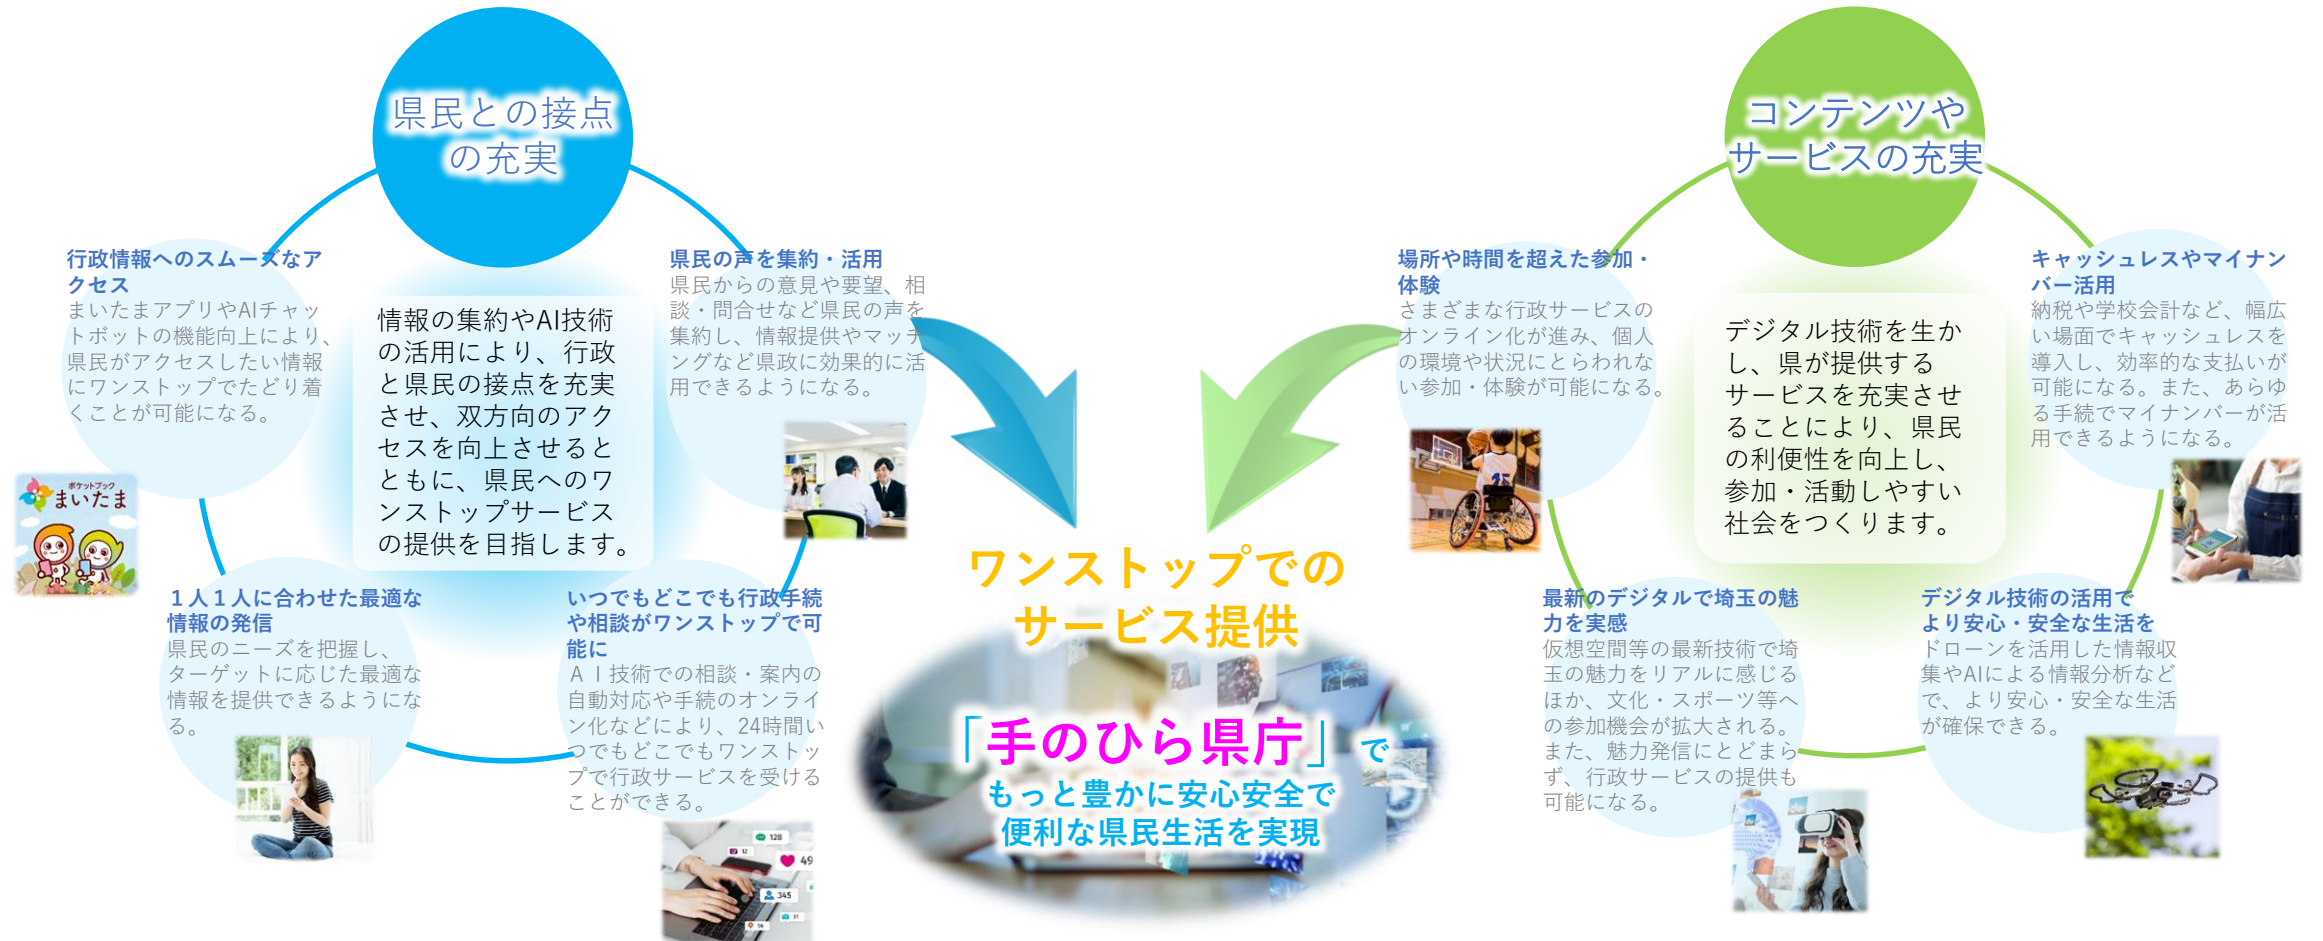 県民との接点
の充実
行政情報へのスムーズなア
クセス
まいたまアプリやAIチャッ
トボットの機能向上により、
県民がアクセスしたい情報
にワンストップでたどり着
くことが可能になる。
ポケットブック
まいたま
情報の集約やAI技術
の活用により、行政
と県民の接点を充実
させ、双方向のアク
セスを向上させると
ともに、県民へのワ
ンストップサービス
の提供を目指します。
県民の声を集約・活用
県民からの意見や要望、相
談・問合せなど県民の声を
集約し、情報提供やマッチ
ングなど県政に効果的に活
用できるようになる。
１人１人に合わせた最適な
情報の発信
県民のニーズを把握し、
ターゲットに応じた最適な
情報を提供できるようにな
る。
いつでもどこでも行政手続
や相談がワンストップで可
能に
ＡＩ技術での相談・案内の
自動対応や手続のオンライ
ン化などにより、24時間い
つでもどこでもワンストッ
プで行政サービスを受ける
ことができる。
128
12
49
345
31
56
ワンストップでの
サービス提供
「手のひら県庁」で
もっと豊かに安心安全で
便利な県民生活を実現
コンテンツや
サービスの充実
場所や時間を超えた参加・
体験
さまざまな行政サービスの
オンライン化が進み、個人
の環境や状況にとらわれな
い参加・体験が可能になる。
デジタル技術を生か
し、県が提供する
サービスを充実させ
ることにより、県民
の利便性を向上し、
参加・活動しやすい
社会をつくります。
キャッシュレスやマイナン
バー活用
納税や学校会計など、幅広
い場面でキャッシュレスを
導入し、効率的な支払いが
可能になる。また、あらゆ
る手続でマイナンバーが活
用できるようになる。
最新のデジタルで埼玉の魅
力を実感
仮想空間等の最新技術で埼
玉の魅力をリアルに感じる
ほか、文化・スポーツ等へ
の参加機会が拡大される。
また、魅力発信にとどまら
ず、行政サービスの提供も
可能になる。
デジタル技術の活用で
より安心・安全な生活を
ドローンを活用した情報収
集やAIによる情報分析など
で、より安心・安全な生活
が確保できる。